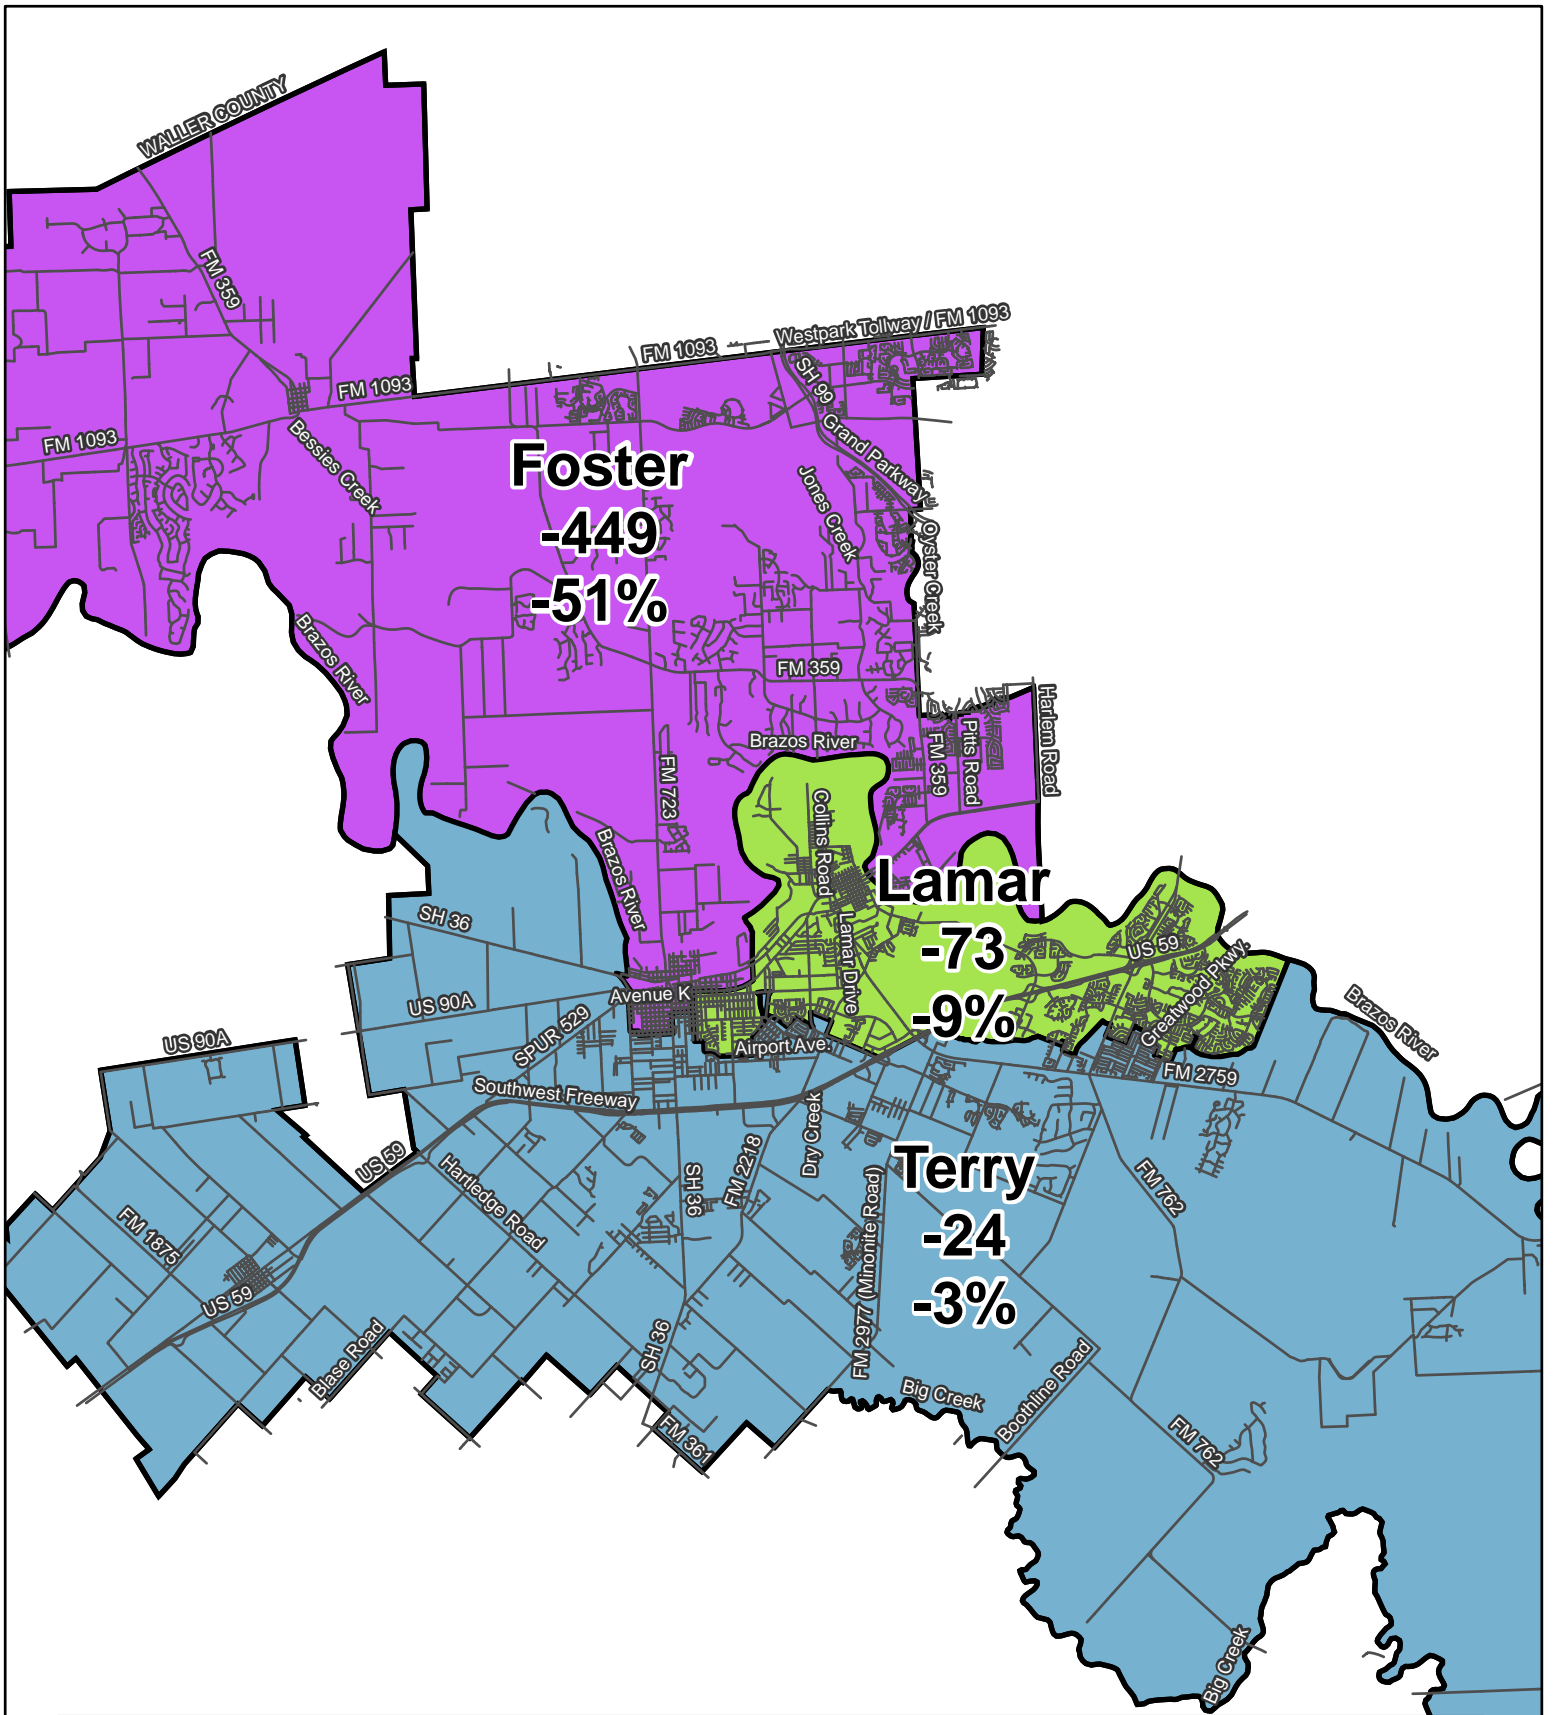 WALLER COUNTY
FM 359
Westpark Tollway / FM 1093
FM 1093
FM 1093
FM 1093
SH 99
Grand Parkway
Bessies Creek
Jones Creek
Oyster Creek
Foster
-449
-51%
Brazos River
FM 359
Harlem Road
Pitts Road
FM 359
Brazos River
FM 723
Collins Road
Brazos River
Lamar
-73
-9%
Lamar Drive
SH 36
US 59
Greatwood Pkwy.
US 90A
Avenue K
Brazos River
US 90A
SPUR 529
Airport Ave.
FM 2759
Southwest Freeway
Dry Creek
US 59
Hartledge Road
SH 36
FM 2218
FM 2977 (Minonite Road)
Terry
-24
-3%
FM 762
FM 1875
US 59
Blase Road
SH 36
Big Creek
Boothline Road
FM 361
FM 762
Big Creek